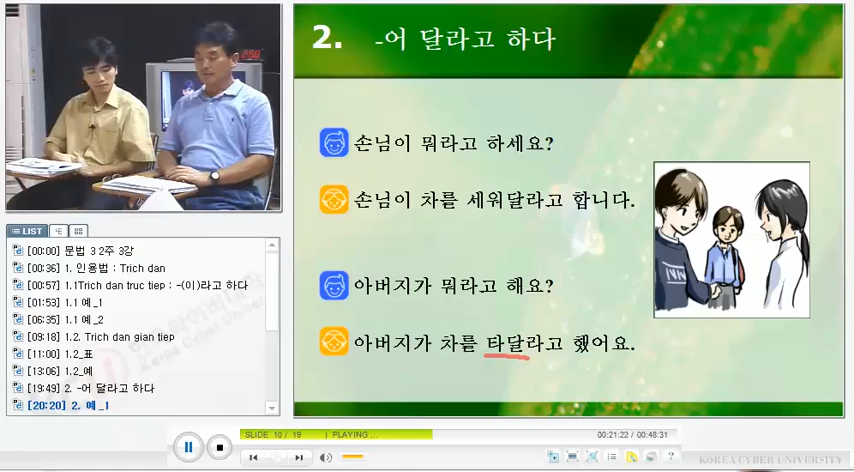 2. -어 달라고 하다
손님이 뭐라고 하세요?
손님이 차를 세워달라고 합니다.
아버지가 뭐라고 해요?
아버지가 차를 타달라고 했어요.
LIST
[00:00] 문법 3 2주 3강
[00:36] 1. 인용법 : Trich dan
[00:57] 1.1Trich dan truc tiep : -(이)라고 하다
[01:53] 1.1 예_1
[06:35] 1.1 예_2
[09:18] 1.2. Trich dan gian tiep
[11:00] 1.2_표
[13:06] 1.2_예
[19:49] 2. -어 달라고 하다
[20:20] 2. 예_1
SLIDE 10 / 19 | PLAYING ...
00:21:22 / 00:48:31
KOREA CYBER UNIVERSITY